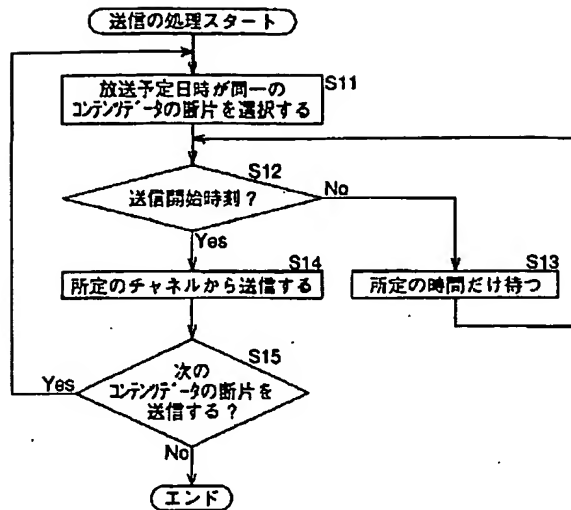 送信の処理スタート
S11
放送予定日時が同一の
コンテンツデータの断片を選択する
S12
送信開始時刻？
No
Yes
S14
所定のチャネルから送信する
S13
所定の時間だけ待つ
S15
次の
コンテンツデータの断片を
送信する？
Yes
No
エンド